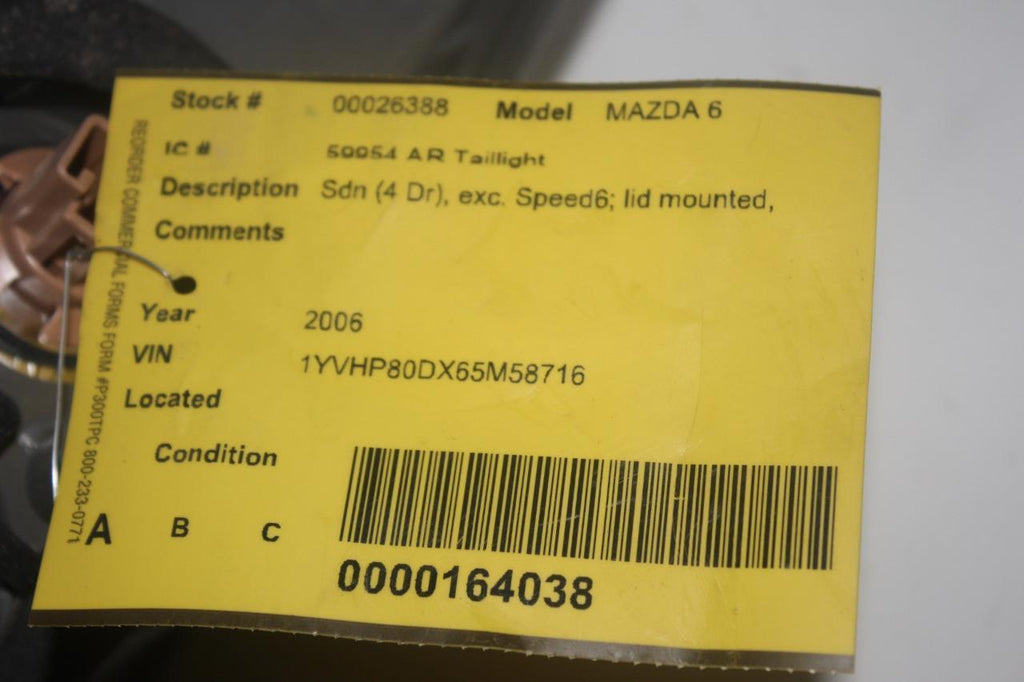 Stock # 00026388 Model MAZDA 6
IC # 59954 AR Taillight
Description Sdn (4 Dr), exc. Speed6; lid mounted,
Comments
Year 2006
VIN 1YVHP80DX65M58716
Located
Condition
A B C
0000164038
REORDER COMMERCIAL FORMS FORM #P300TPC 800-233-0771